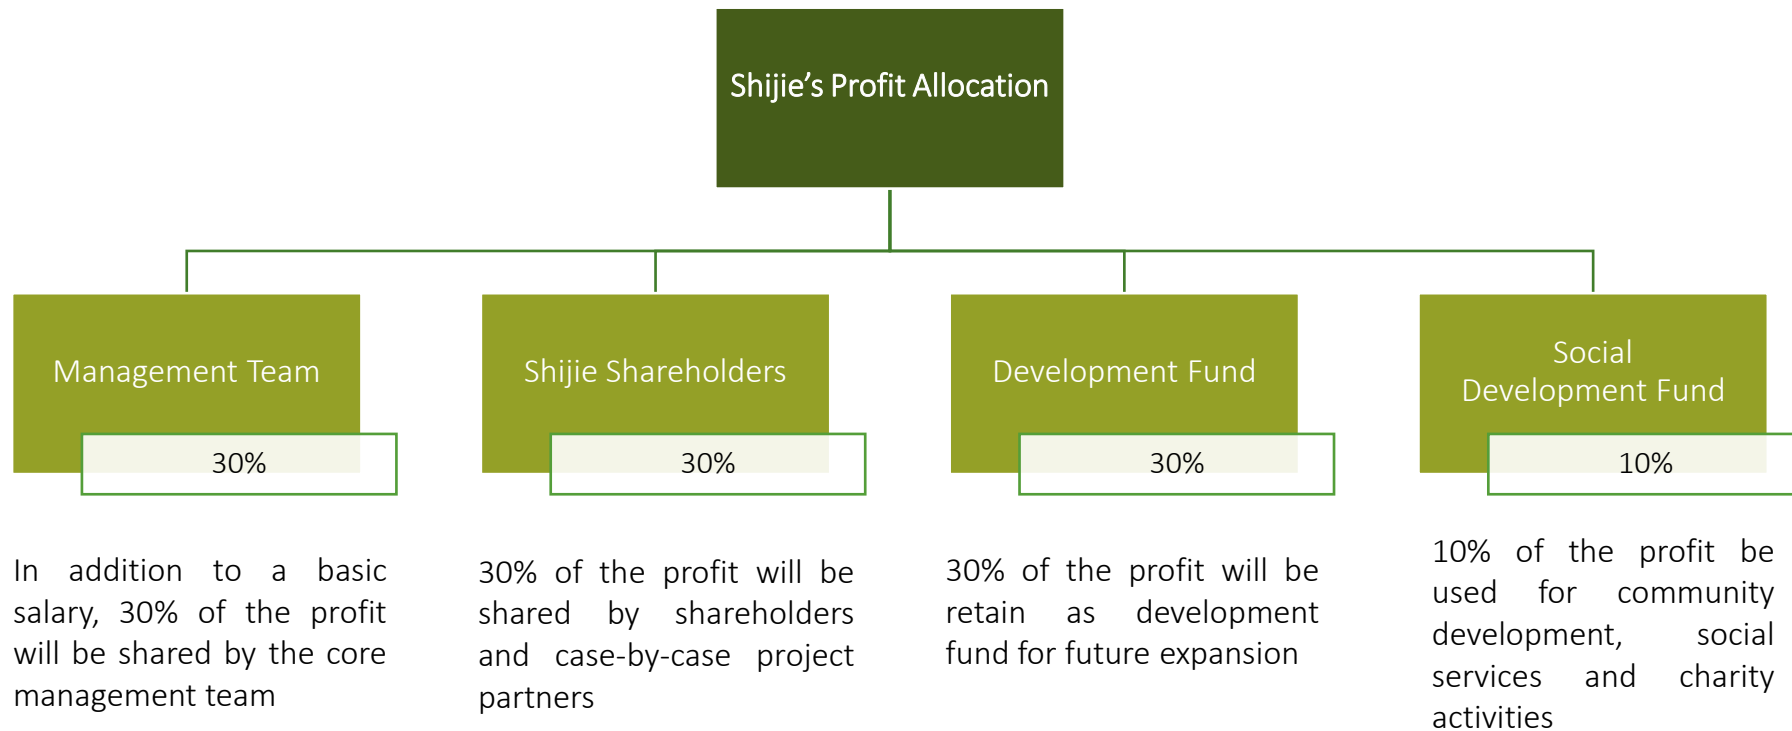 Shijie’s Profit Allocation
Management Team
30%
Shijie Shareholders
30%
Development Fund
30%
Social
Development Fund
10%
In addition to a basic
salary, 30% of the profit
will be shared by the core
management team
30% of the profit will be
shared by shareholders
and case-by-case project
partners
30% of the profit will be
retain as development
fund for future expansion
10% of the profit be
used for community
development, social
services and charity
activities